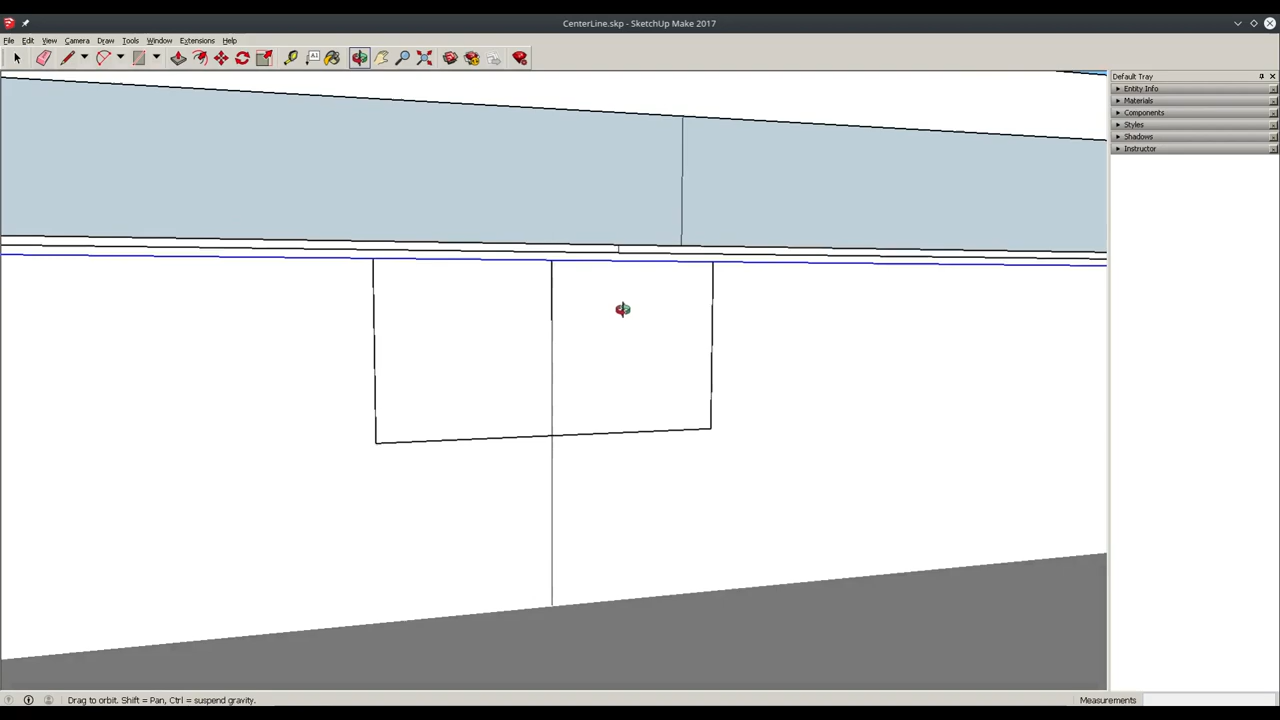 CenterLine.skp - SketchUp Make 2017
File Edit View Camera Draw Tools Window Extensions Help
A1
Default Tray
Entity Info
Materials
Components
Styles
Shadows
Instructor
Drag to orbit. Shift = Pan, Ctrl = suspend gravity.
Measurements